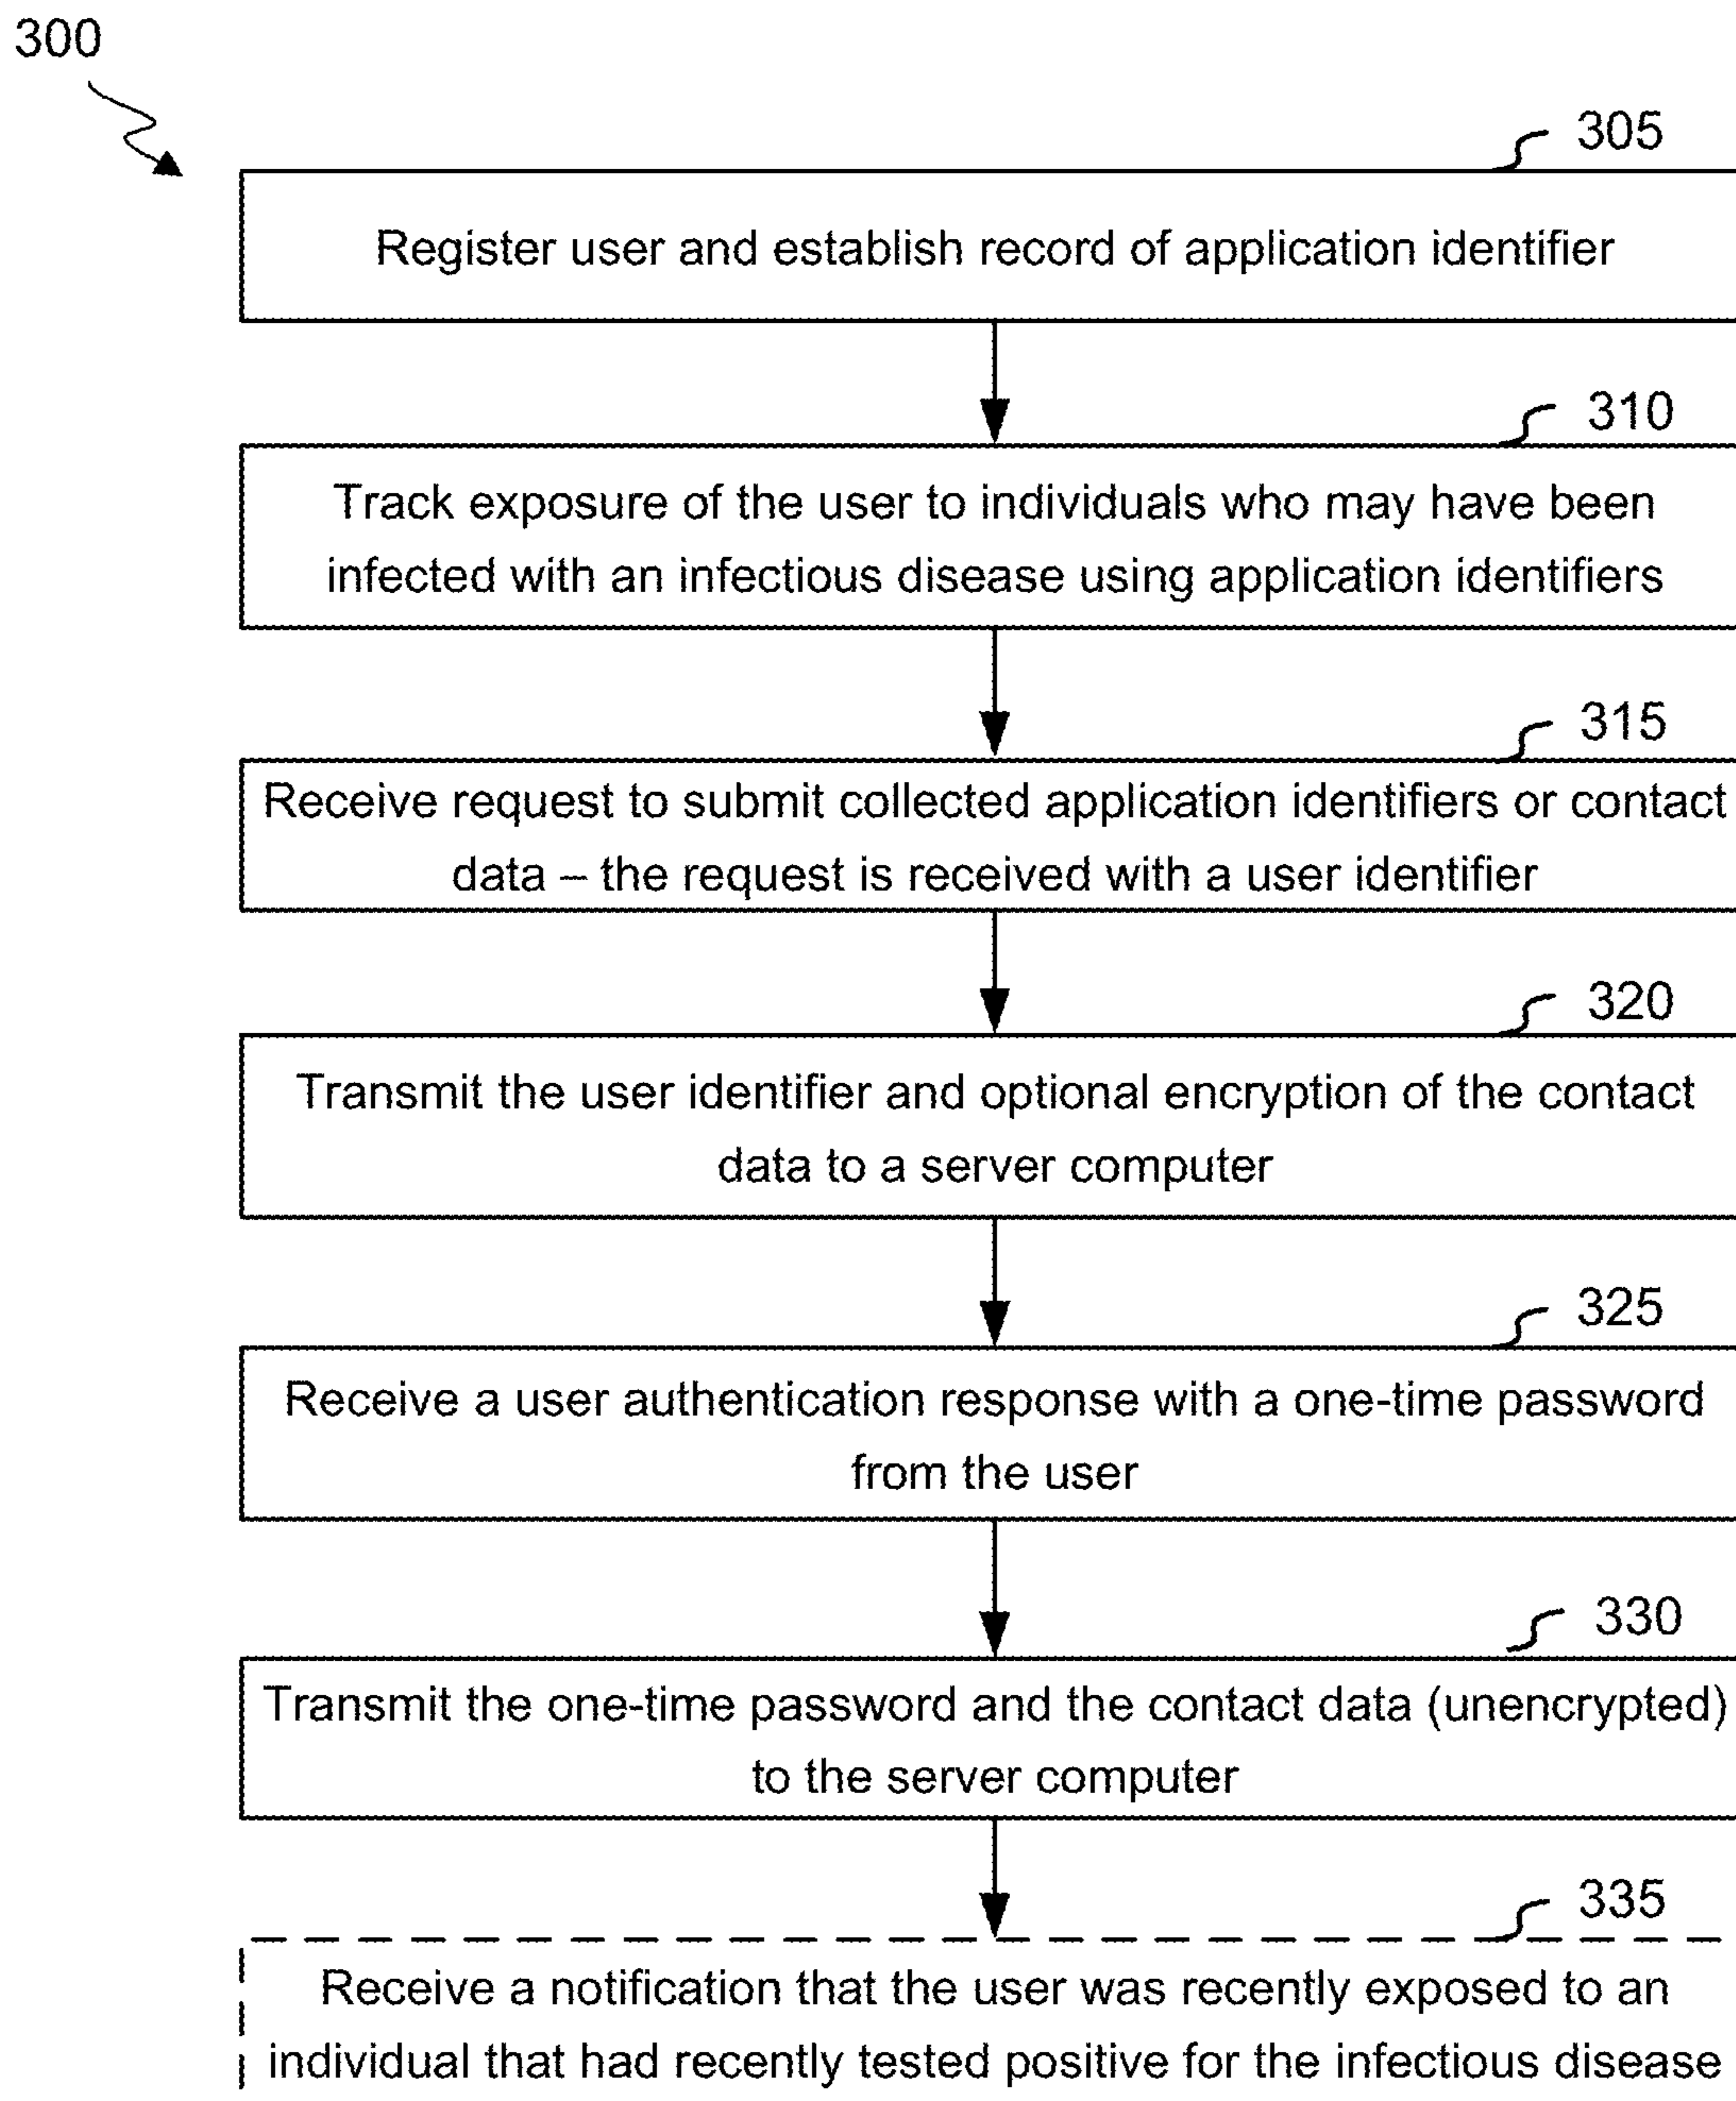 300
305
Register user and establish record of application identifier
310
Track exposure of the user to individuals who may have been
infected with an infectious disease using application identifiers
315
Receive request to submit collected application identifiers or contact
data – the request is received with a user identifier
320
Transmit the user identifier and optional encryption of the contact
data to a server computer
325
Receive a user authentication response with a one-time password
from the user
330
Transmit the one-time password and the contact data (unencrypted)
to the server computer
335
Receive a notification that the user was recently exposed to an
individual that had recently tested positive for the infectious disease